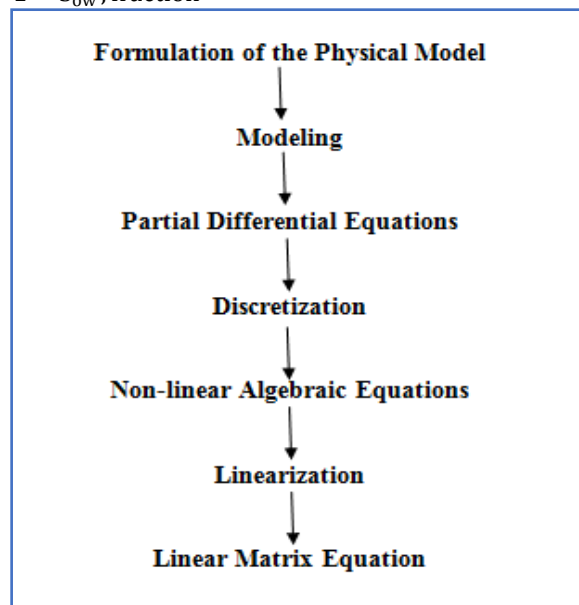 Formulation of the Physical Model
Modeling
Partial Differential Equations
Discretization
Non-linear Algebraic Equations
Linearization
Linear Matrix Equation